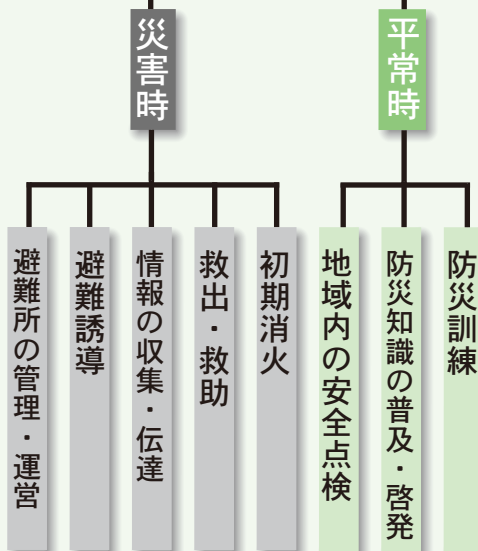 平常時
防災訓練
防災知識の普及・啓発
地域内の安全点検
災害時
初期消火
救出・救助
情報の収集・伝達
避難誘導
避難所の管理・運営